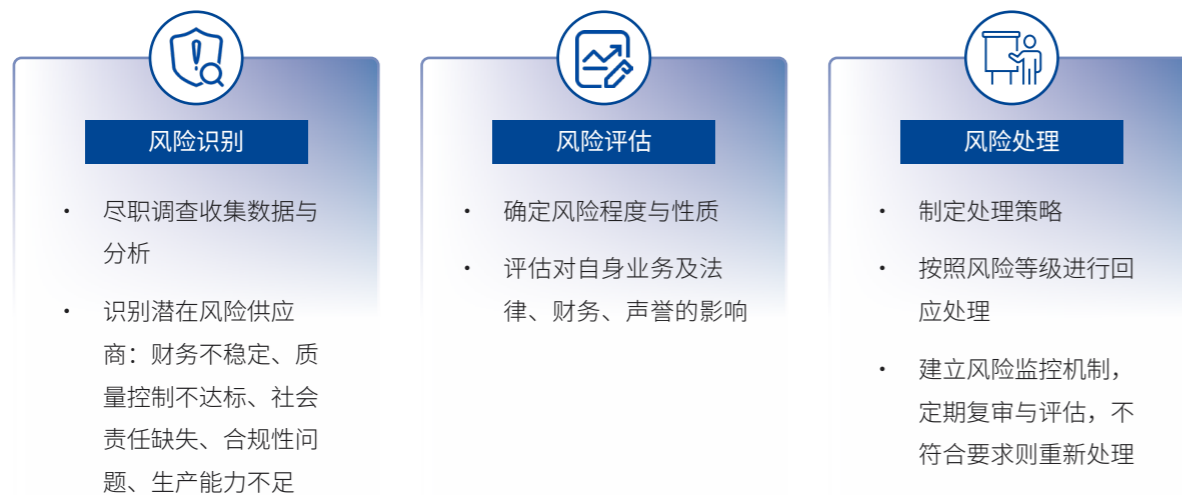 风险识别
· 尽职调查收集数据与
分析
· 识别潜在风险供应
商：财务不稳定、质
量控制不达标、社会
责任缺失、合规性问
题、生产能力不足
风险评估
· 确定风险程度与性质
· 评估对自身业务及法
律、财务、声誉的影响
风险处理
· 制定处理策略
· 按照风险等级进行回
应处理
· 建立风险监控机制，
定期复审与评估，不
符合要求则重新处理